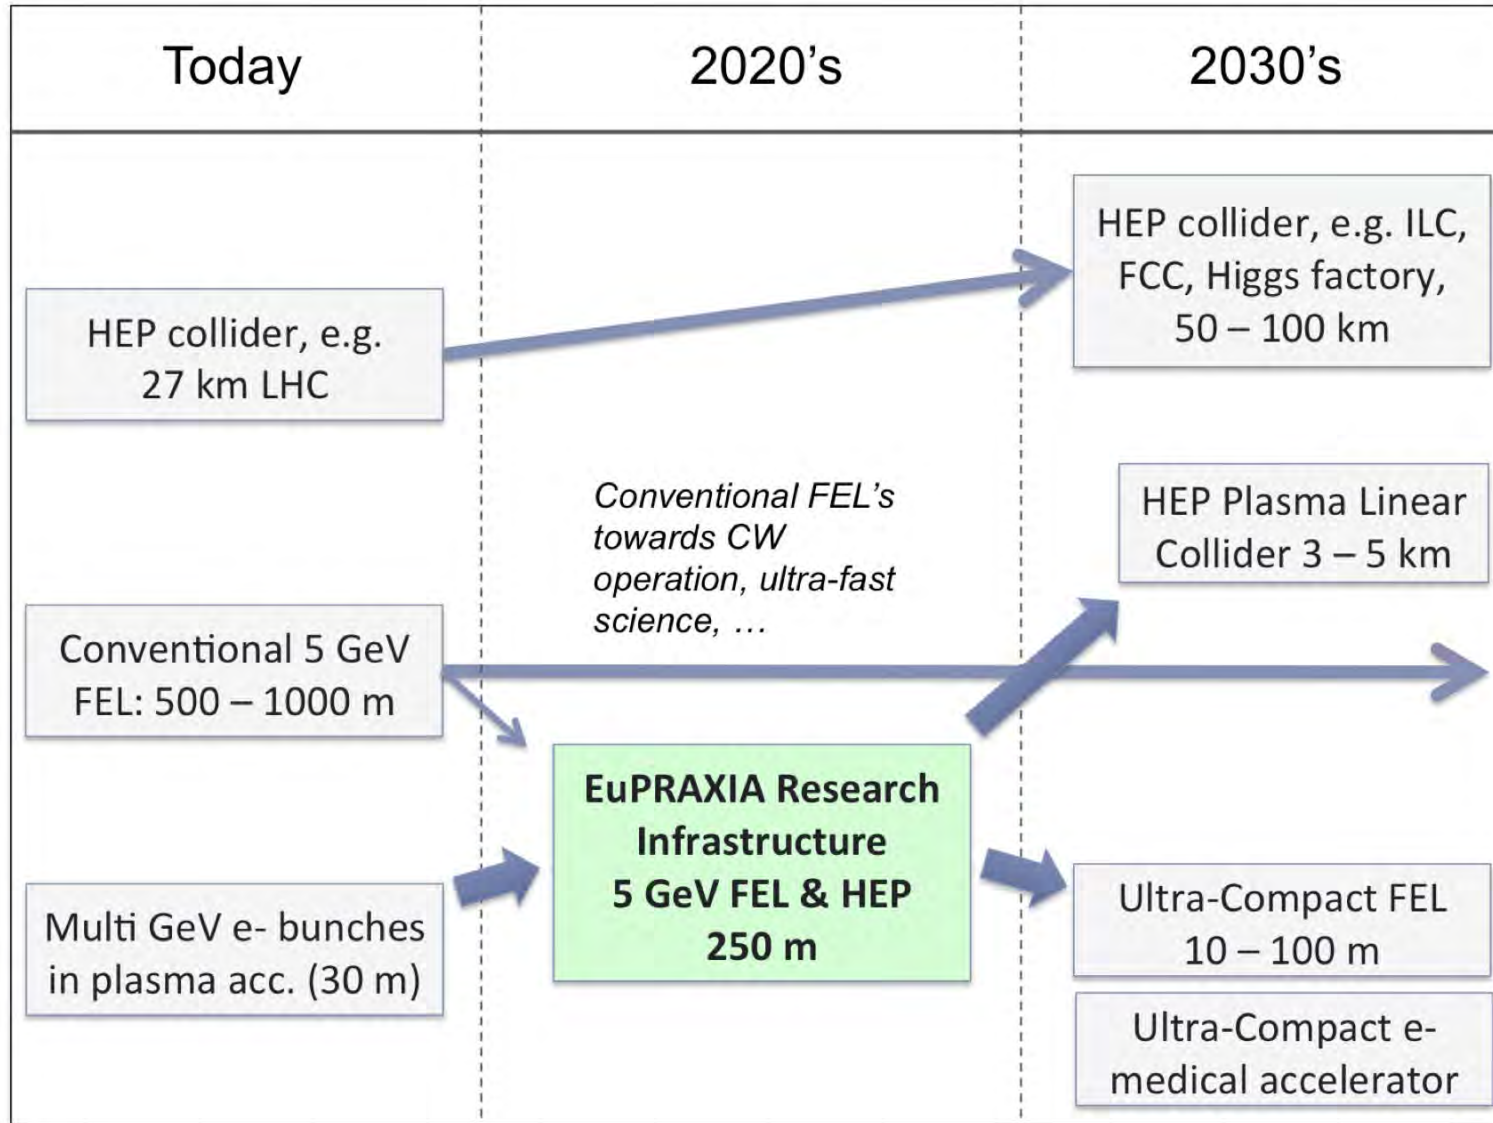 Today
2020’s
2030’s
HEP collider, e.g. ILC,
FCC, Higgs factory,
50 – 100 km
HEP collider, e.g.
27 km LHC
Conventional FEL’s
towards CW
operation, ultra-fast
science, …
HEP Plasma Linear
Collider 3 – 5 km
Conventional 5 GeV
FEL: 500 – 1000 m
EuPRAXIA Research
Infrastructure
5 GeV FEL & HEP
250 m
Multi GeV e- bunches
in plasma acc. (30 m)
Ultra-Compact FEL
10 – 100 m
Ultra-Compact e-
medical accelerator